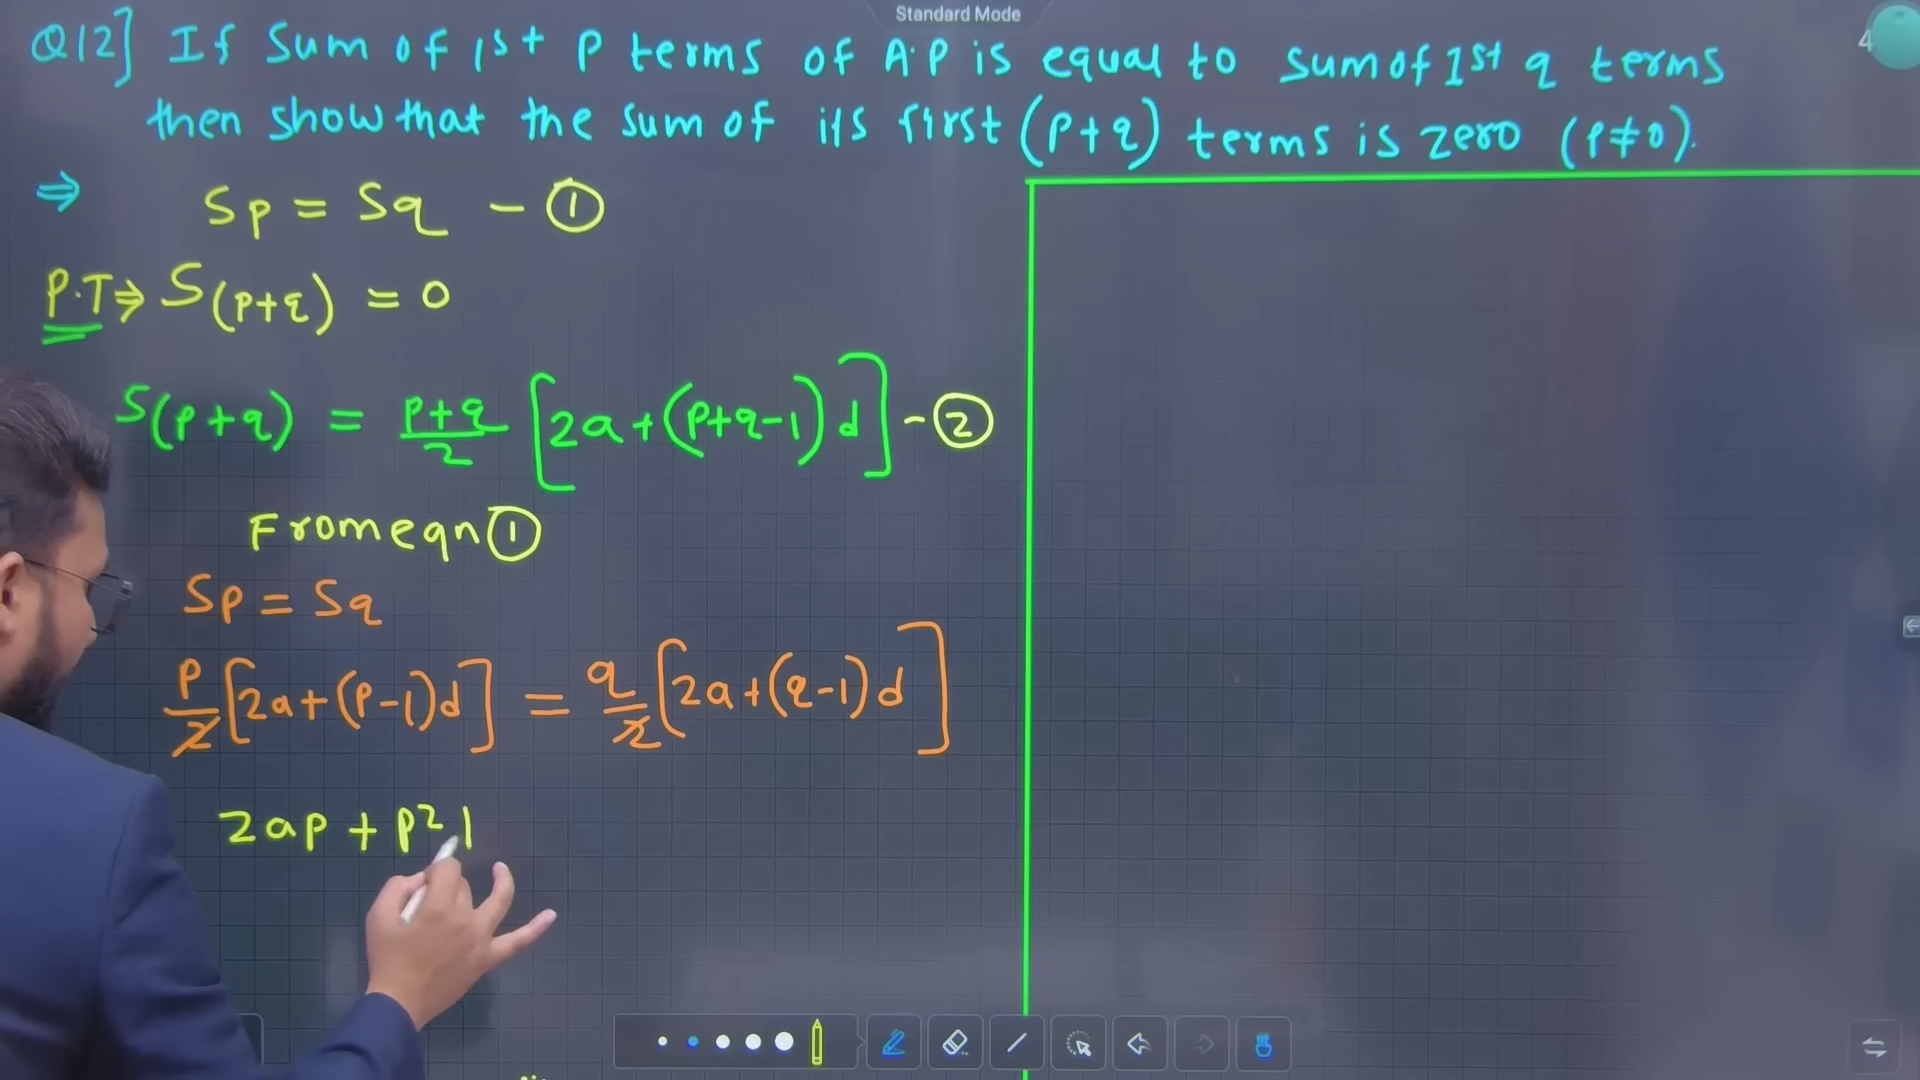 Standard Mode
4
Q12] If Sum of 1st p terms of A.P is equal to sum of 1st q terms
then show that the sum of its first (p+q) terms is zero (p≠0).
⇒ Sp = Sq - ①
P.T⇒ S(p+q) = 0
S(p+q) = p+q/2 [2a+(p+q-1)d] - ②
From eqn ①
Sp = Sq
p/2 [2a+(p-1)d] = q/2 [2a+(q-1)d]
2ap + p²